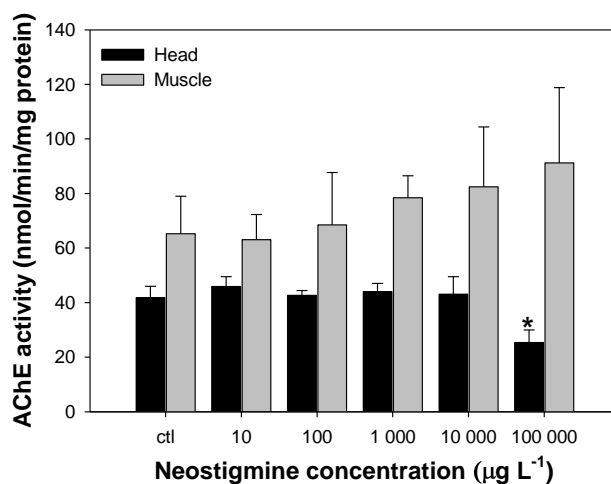 AChE activity (nmol/min/mg protein)
140
120
100
80
60
40
20
0
Head
Muscle
*
ctl 10 100 1 000 10 000 100 000
Neostigmine concentration (µg L⁻¹)